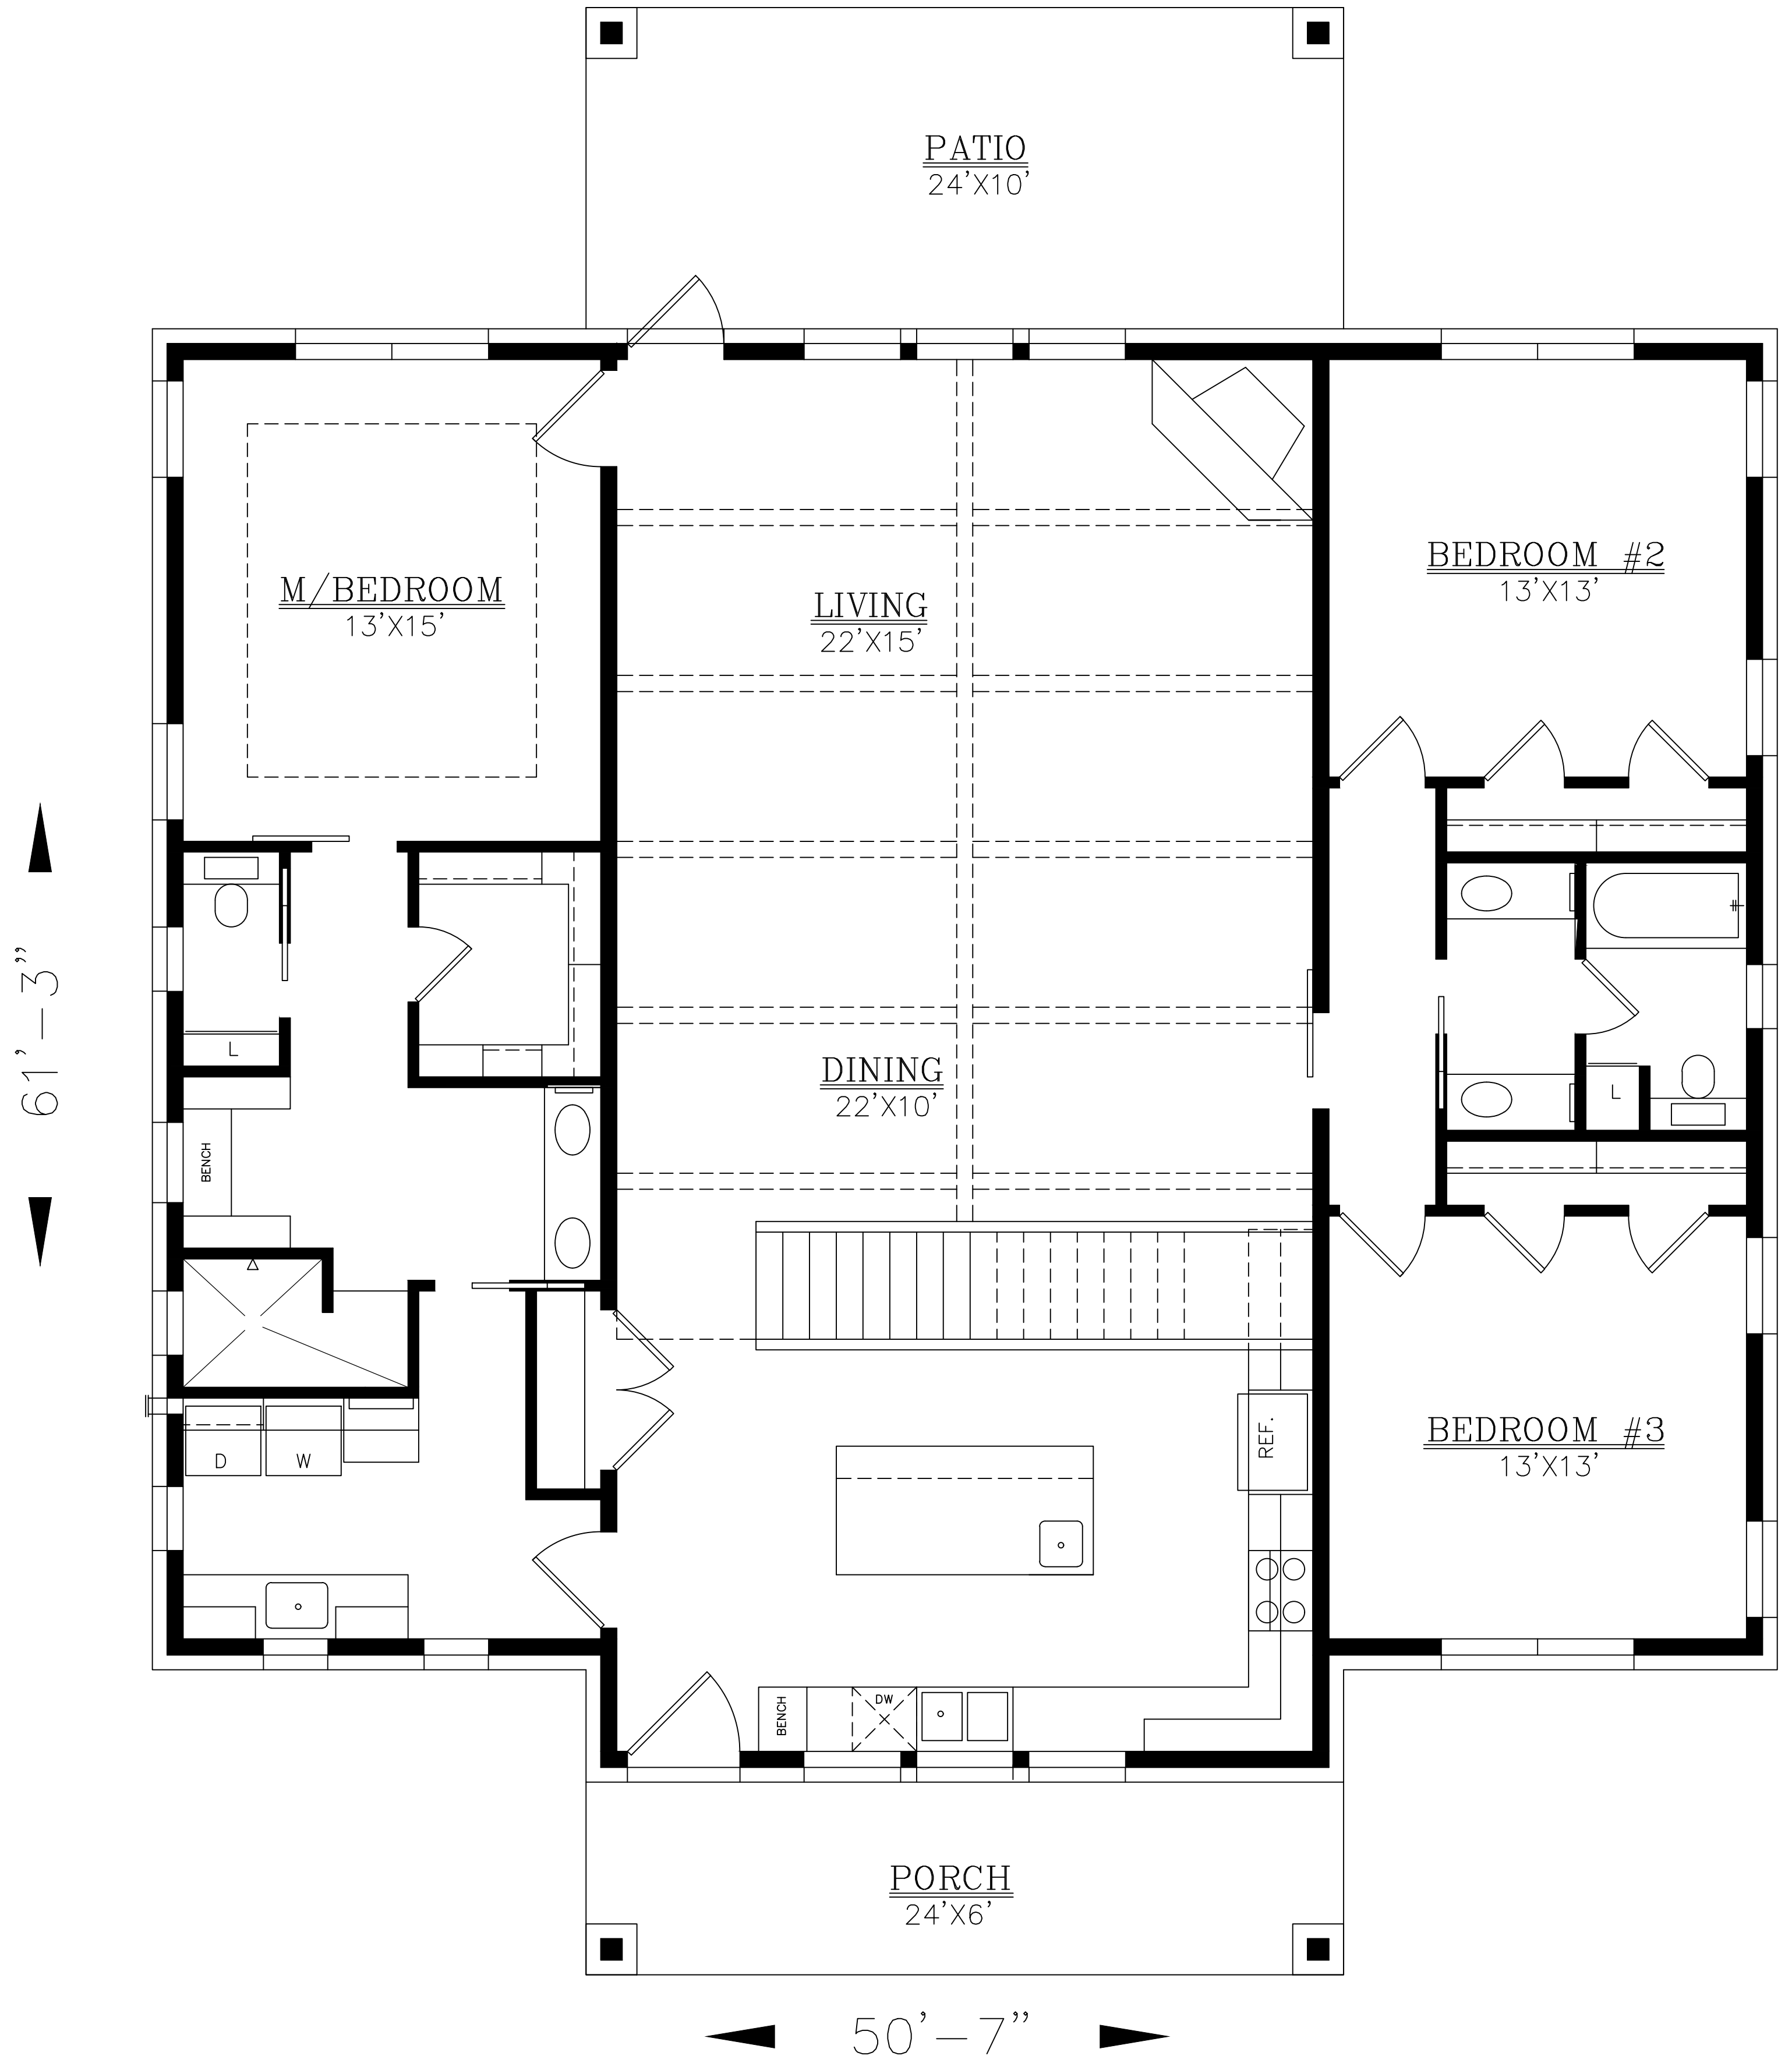 PATIO
24'X10'
M/BEDROOM
13'X15'
LIVING
22'X15'
BEDROOM #2
13'X13'
61'-3"
L
BENCH
DINING
22'X10'
L
D
W
REF.
BEDROOM #3
13'X13'
BENCH
DW
PORCH
24'X6'
50'-7"